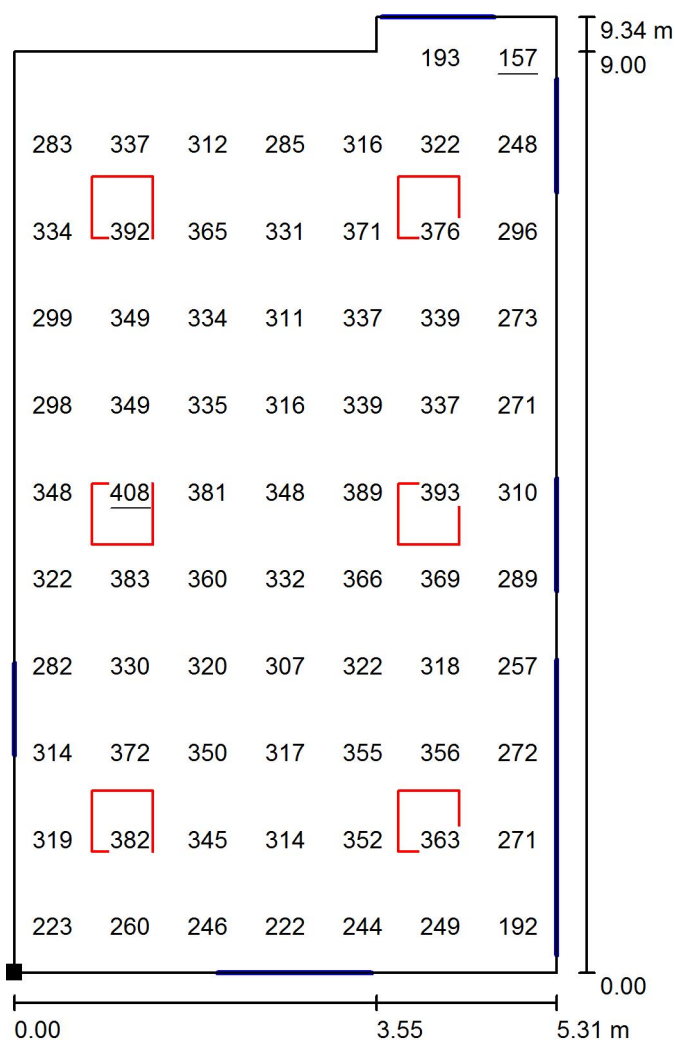 9.34 m
193 157 9.00
283 337 312 285 316 322 248
334 392 365 331 371 376 296
299 349 334 311 337 339 273
298 349 335 316 339 337 271
348 408 381 348 389 393 310
322 383 360 332 366 369 289
282 330 320 307 322 318 257
314 372 350 317 355 356 272
319 382 345 314 352 363 271
223 260 246 222 244 249 192
0.00
0.00 3.55 5.31 m